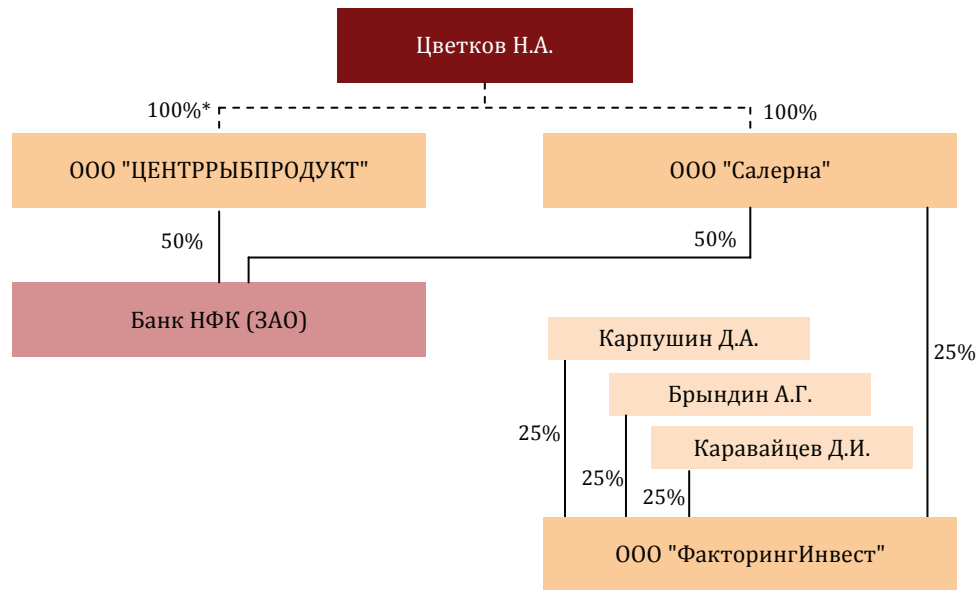 Цветков Н.А.
100%*
100%
ООО "ЦЕНТРРЫБПРОДУКТ"
ООО "Салерна"
50%
50%
Банк НФК (ЗАО)
Карпушин Д.А.
25%
Брындин А.Г.
25%
Каравайцев Д.И.
25%
25%
ООО "ФакторингИнвест"